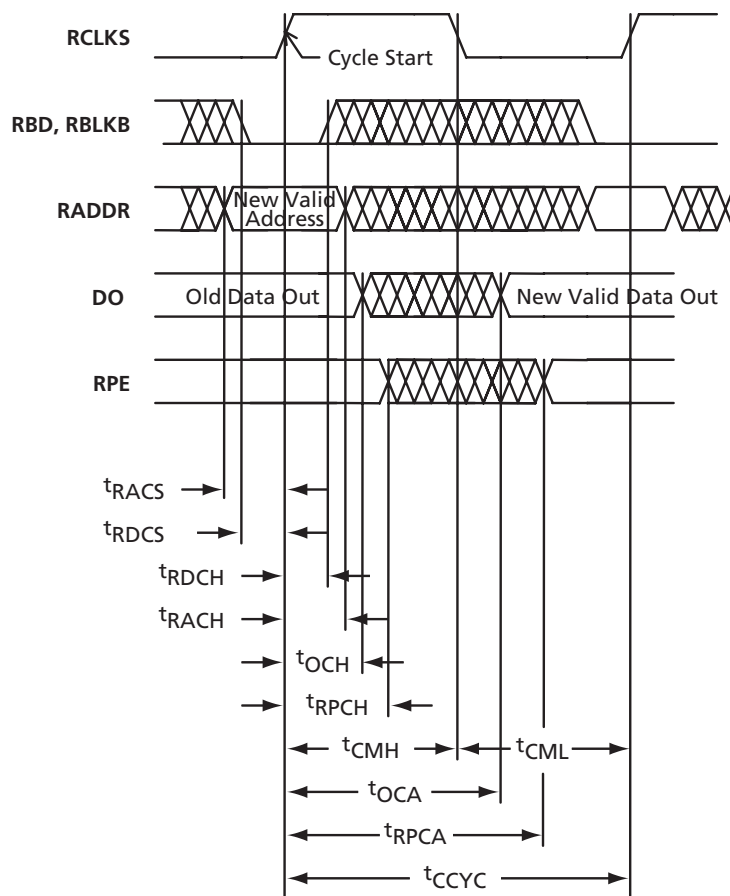 RCLKS
Cycle Start
RBD, RBLKB
RADDR
New Valid
Address
DO
Old Data Out
New Valid Data Out
RPE
tRACS
tRDCS
tRDCH
tRACH
tOCH
tRPCH
tCMH
tCML
tOCA
tRPCA
tCCYC